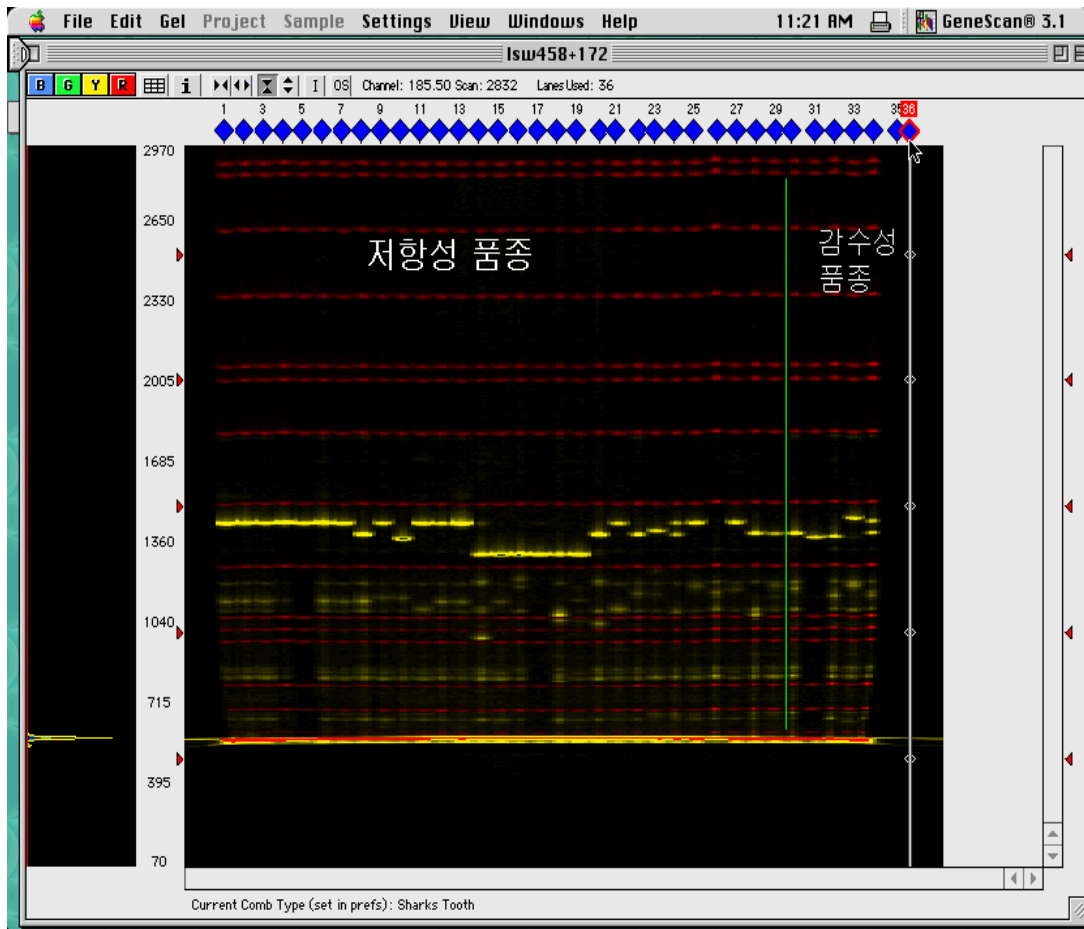 File Edit Gel Project Sample Settings View Windows Help 11:21 AM GeneScan® 3.1
lsw458+172
B G Y R i I OS Channel: 185.50 Scan: 2832 Lanes Used: 36
1 3 5 7 9 11 13 15 17 19 21 23 25 27 29 31 33 35 36
2970
2650
저항성 품종
감수성
품종
2330
2005
1685
1360
1040
715
395
70
Current Comb Type (set in prefs): Sharks Tooth